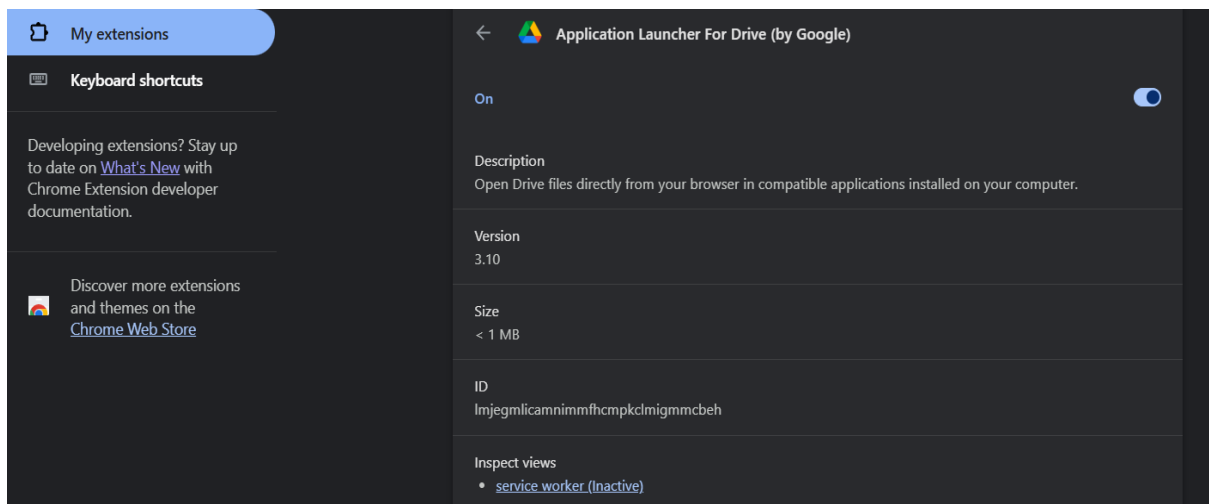 My extensions
Keyboard shortcuts
Developing extensions? Stay up
to date on What's New with
Chrome Extension developer
documentation.
Discover more extensions
and themes on the
Chrome Web Store
Application Launcher For Drive (by Google)
On
Description
Open Drive files directly from your browser in compatible applications installed on your computer.
Version
3.10
Size
< 1 MB
ID
lmjegmlicamnimmfhcmpkclmigmmcbeh
Inspect views
• service worker (Inactive)